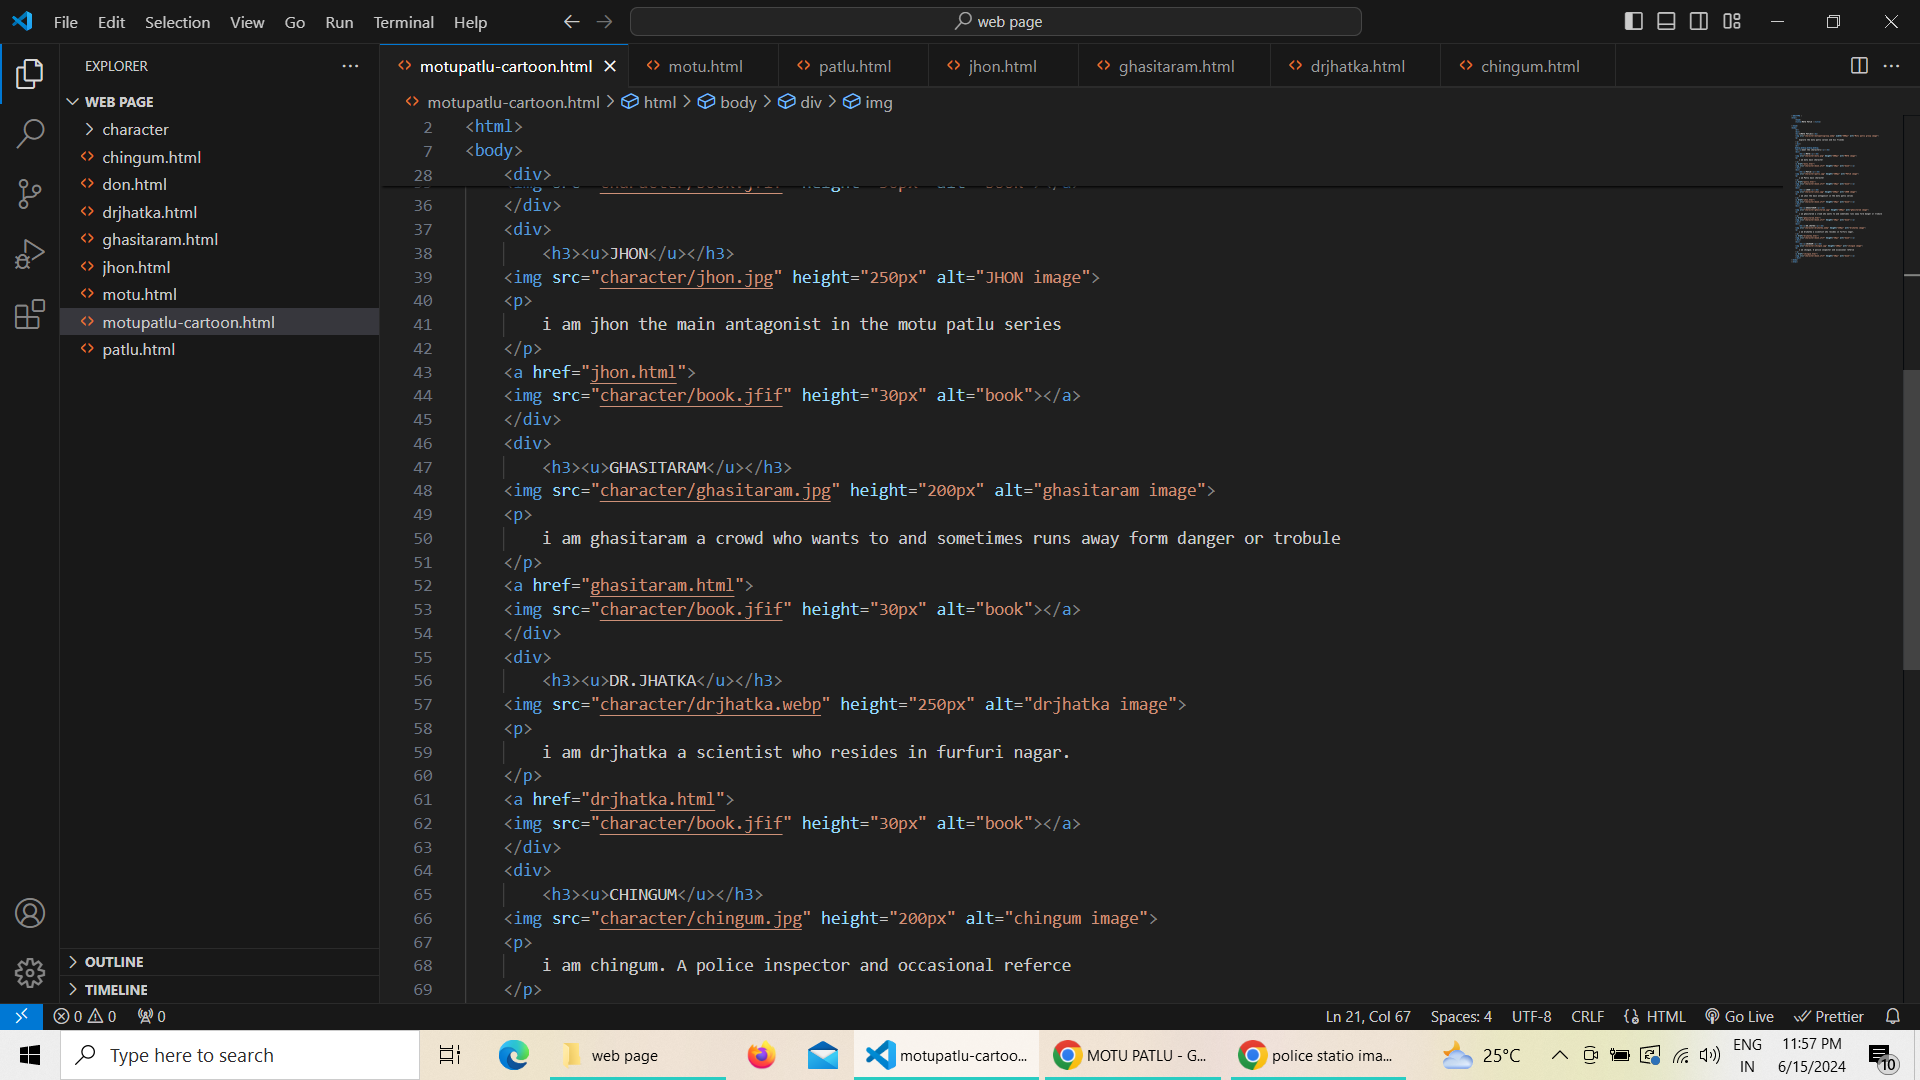 File Edit Selection View Go Run Terminal Help web page
EXPLORER
WEB PAGE
character
chingum.html
don.html
drjhatka.html
ghasitaram.html
jhon.html
motu.html
motupatlu-cartoon.html
patlu.html
OUTLINE
TIMELINE
motupatlu-cartoon.html motu.html patlu.html jhon.html ghasitaram.html drjhatka.html chingum.html
motupatlu-cartoon.html > html > body > div > img
2 <html>
7 <body>
28 <div>
36 </div>
37 <div>
38 <h3><u>JHON</u></h3>
39 <img src="character/jhon.jpg" height="250px" alt="JHON image">
40 <p>
41 i am jhon the main antagonist in the motu patlu series
42 </p>
43 <a href="jhon.html">
44 <img src="character/book.jfif" height="30px" alt="book"></a>
45 </div>
46 <div>
47 <h3><u>GHASITARAM</u></h3>
48 <img src="character/ghasitaram.jpg" height="200px" alt="ghasitaram image">
49 <p>
50 i am ghasitaram a crowd who wants to and sometimes runs away form danger or trobule
51 </p>
52 <a href="ghasitaram.html">
53 <img src="character/book.jfif" height="30px" alt="book"></a>
54 </div>
55 <div>
56 <h3><u>DR.JHATKA</u></h3>
57 <img src="character/drjhatka.webp" height="250px" alt="drjhatka image">
58 <p>
59 i am drjhatka a scientist who resides in furfuri nagar.
60 </p>
61 <a href="drjhatka.html">
62 <img src="character/book.jfif" height="30px" alt="book"></a>
63 </div>
64 <div>
65 <h3><u>CHINGUM</u></h3>
66 <img src="character/chingum.jpg" height="200px" alt="chingum image">
67 <p>
68 i am chingum. A police inspector and occasional referce
69 </p>
0 0 0 Ln 21, Col 67 Spaces: 4 UTF-8 CRLF HTML Go Live Prettier
Type here to search web page motupatlu-cartoo... MOTU PATLU - G... police statio ima... 25°C ENG IN 11:57 PM 6/15/2024 10